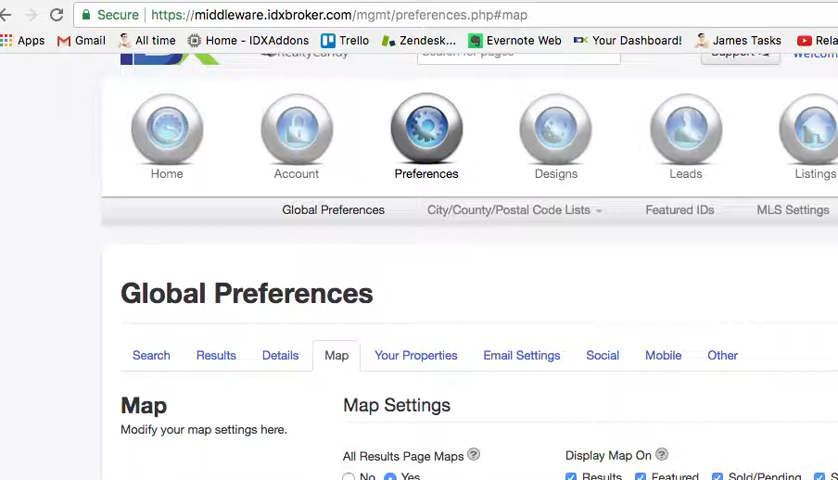 Secure https://middleware.idxbroker.com/mgmt/preferences.php#map
Apps Gmail All time Home - IDXAddons Trello Zendesk... Evernote Web Your Dashboard! James Tasks Rela
Home Account Preferences Designs Leads Listings
Global Preferences City/County/Postal Code Lists Featured IDs MLS Settings
Global Preferences
Search Results Details Map Your Properties Email Settings Social Mobile Other
Map
Map Settings
Modify your map settings here.
All Results Page Maps ? Display Map On ?
No Yes Results Featured Sold/Pending S